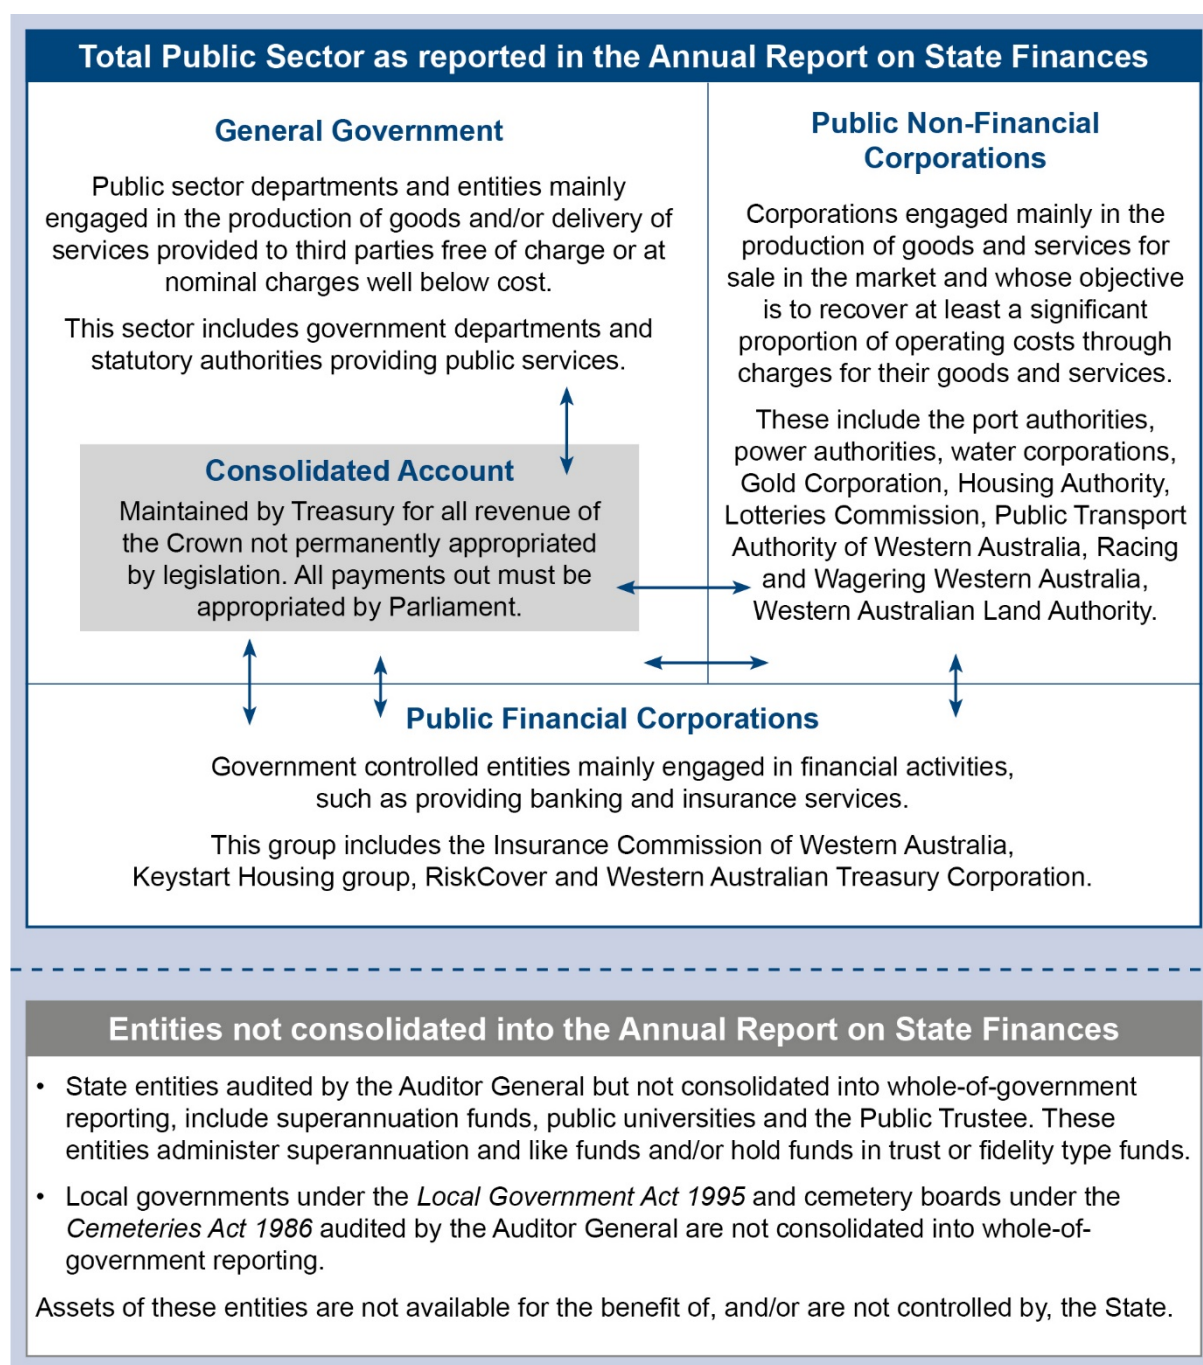 Total Public Sector as reported in the Annual Report on State Finances
General Government
Public sector departments and entities mainly
engaged in the production of goods and/or delivery of
services provided to third parties free of charge or at
nominal charges well below cost.
This sector includes government departments and
statutory authorities providing public services.
Consolidated Account
Maintained by Treasury for all revenue of
the Crown not permanently appropriated
by legislation. All payments out must be
appropriated by Parliament.
Public Non-Financial
Corporations
Corporations engaged mainly in the
production of goods and services for
sale in the market and whose objective
is to recover at least a significant
proportion of operating costs through
charges for their goods and services.
These include the port authorities,
power authorities, water corporations,
Gold Corporation, Housing Authority,
Lotteries Commission, Public Transport
Authority of Western Australia, Racing
and Wagering Western Australia,
Western Australian Land Authority.
Public Financial Corporations
Government controlled entities mainly engaged in financial activities,
such as providing banking and insurance services.
This group includes the Insurance Commission of Western Australia,
Keystart Housing group, RiskCover and Western Australian Treasury Corporation.
Entities not consolidated into the Annual Report on State Finances
• State entities audited by the Auditor General but not consolidated into whole-of-government
reporting, include superannuation funds, public universities and the Public Trustee. These
entities administer superannuation and like funds and/or hold funds in trust or fidelity type funds.
• Local governments under the Local Government Act 1995 and cemetery boards under the
Cemeteries Act 1986 audited by the Auditor General are not consolidated into whole-of-
government reporting.
Assets of these entities are not available for the benefit of, and/or are not controlled by, the State.